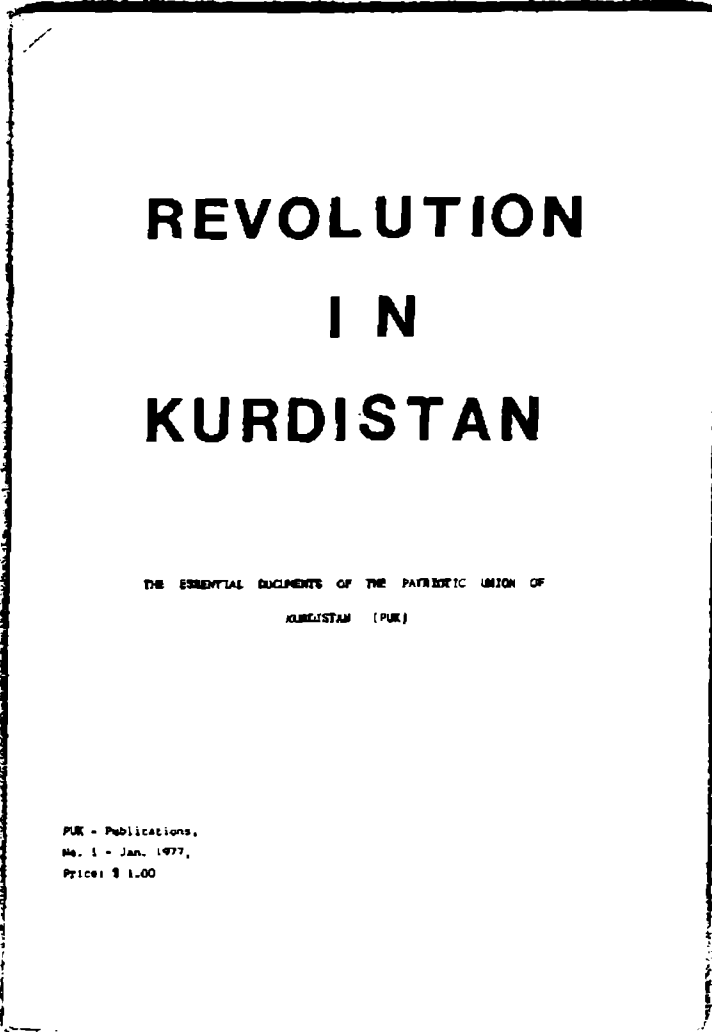 REVOLUTION
IN
KURDISTAN
THE ESSENTIAL DOCUMENTS OF THE PATRIOTIC UNION OF
KURDISTAN (PUK)
PUK - Publications,
No. 1 - Jan. 1977,
Price: $ 1.00